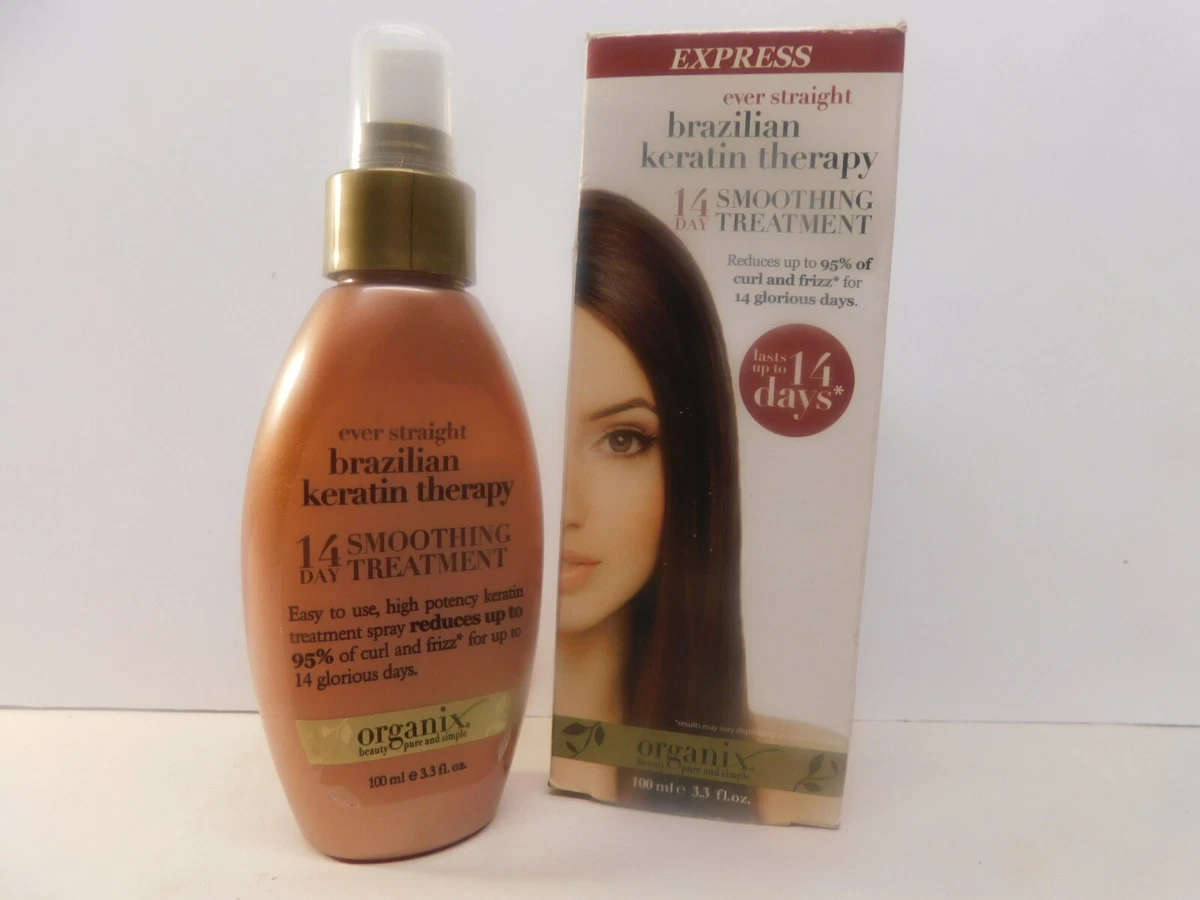 ever straight
brazilian
keratin therapy
14 DAY SMOOTHING
TREATMENT
Easy to use, high potency keratin
treatment spray reduces up to
95% of curl and frizz* for up to
14 glorious days.
organix
beauty pure and simple
100 ml e 3.3 fl. oz.
EXPRESS
ever straight
brazilian
keratin therapy
14 DAY SMOOTHING
TREATMENT
Reduces up to 95% of
curl and frizz* for
14 glorious days.
lasts
up to 14
days*
*results may vary
organix
beauty pure and simple
100 ml e 3.3 fl.oz.